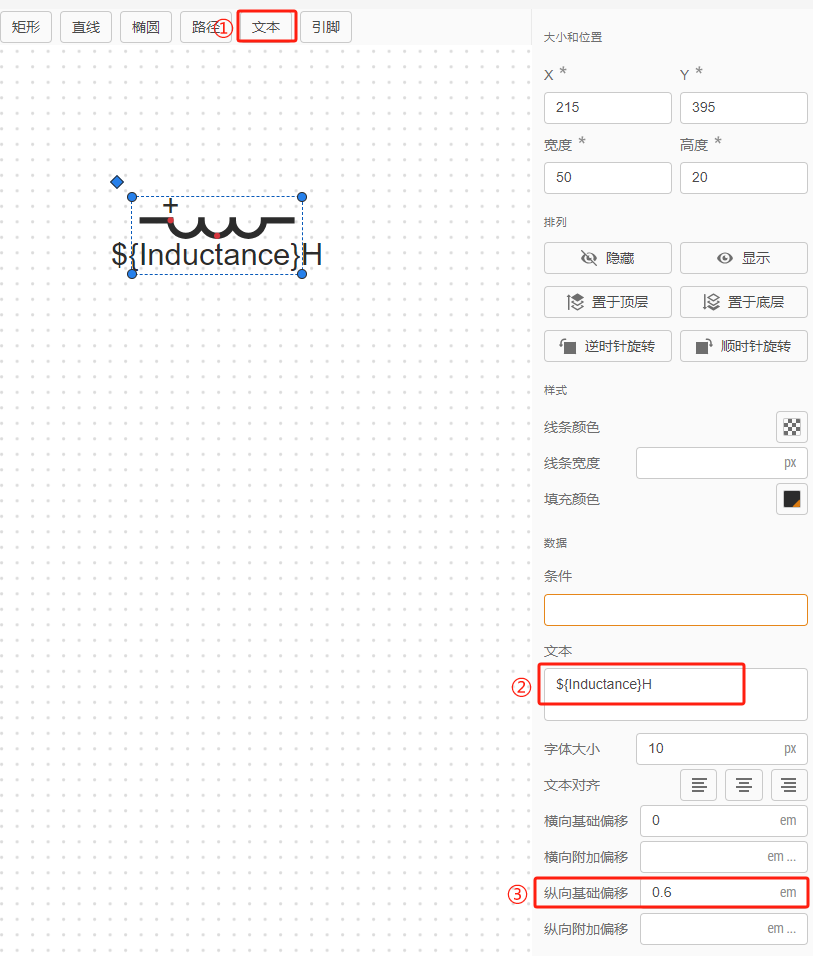 矩形 直线 椭圆 路径 ① 文本 引脚
大小和位置
X * Y *
215 395
宽度 * 高度 *
50 20
排列
隐藏 显示
置于顶层 置于底层
逆时针旋转 顺时针旋转
样式
线条颜色
线条宽度 px
填充颜色
数据
条件
文本
② ${Inductance}H
字体大小 10 px
文本对齐
横向基础偏移 0 em
横向附加偏移 em ...
③ 纵向基础偏移 0.6 em
纵向附加偏移 em ...
+
${Inductance}H